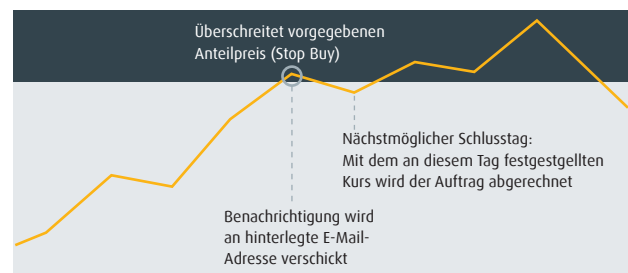 Überschreitet vorgegebenen
Anteilpreis (Stop Buy)
Nächstmöglicher Schlusstag:
Mit dem an diesem Tag festgestgellten
Kurs wird der Auftrag abgerechnet
Benachrichtigung wird
an hinterlegte E-Mail-
Adresse verschickt